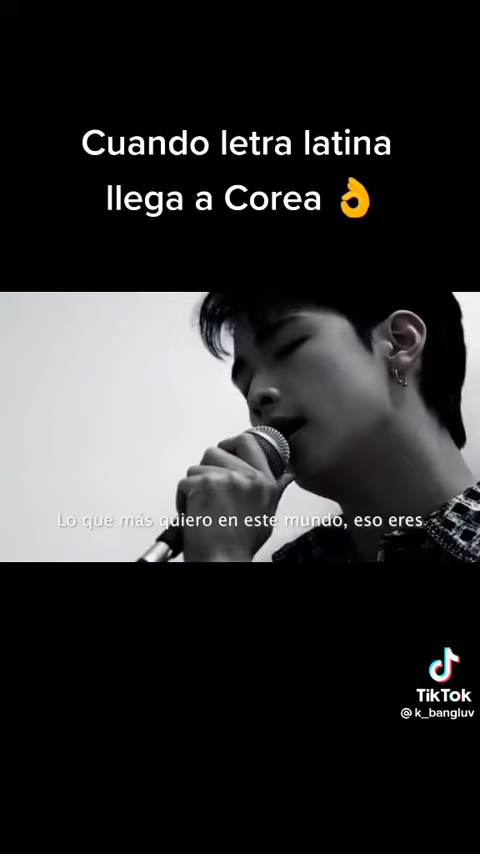 Cuando letra latina
llega a Corea 👌
Lo que más quiero en este mundo, eso eres
TikTok
@k_bangluv